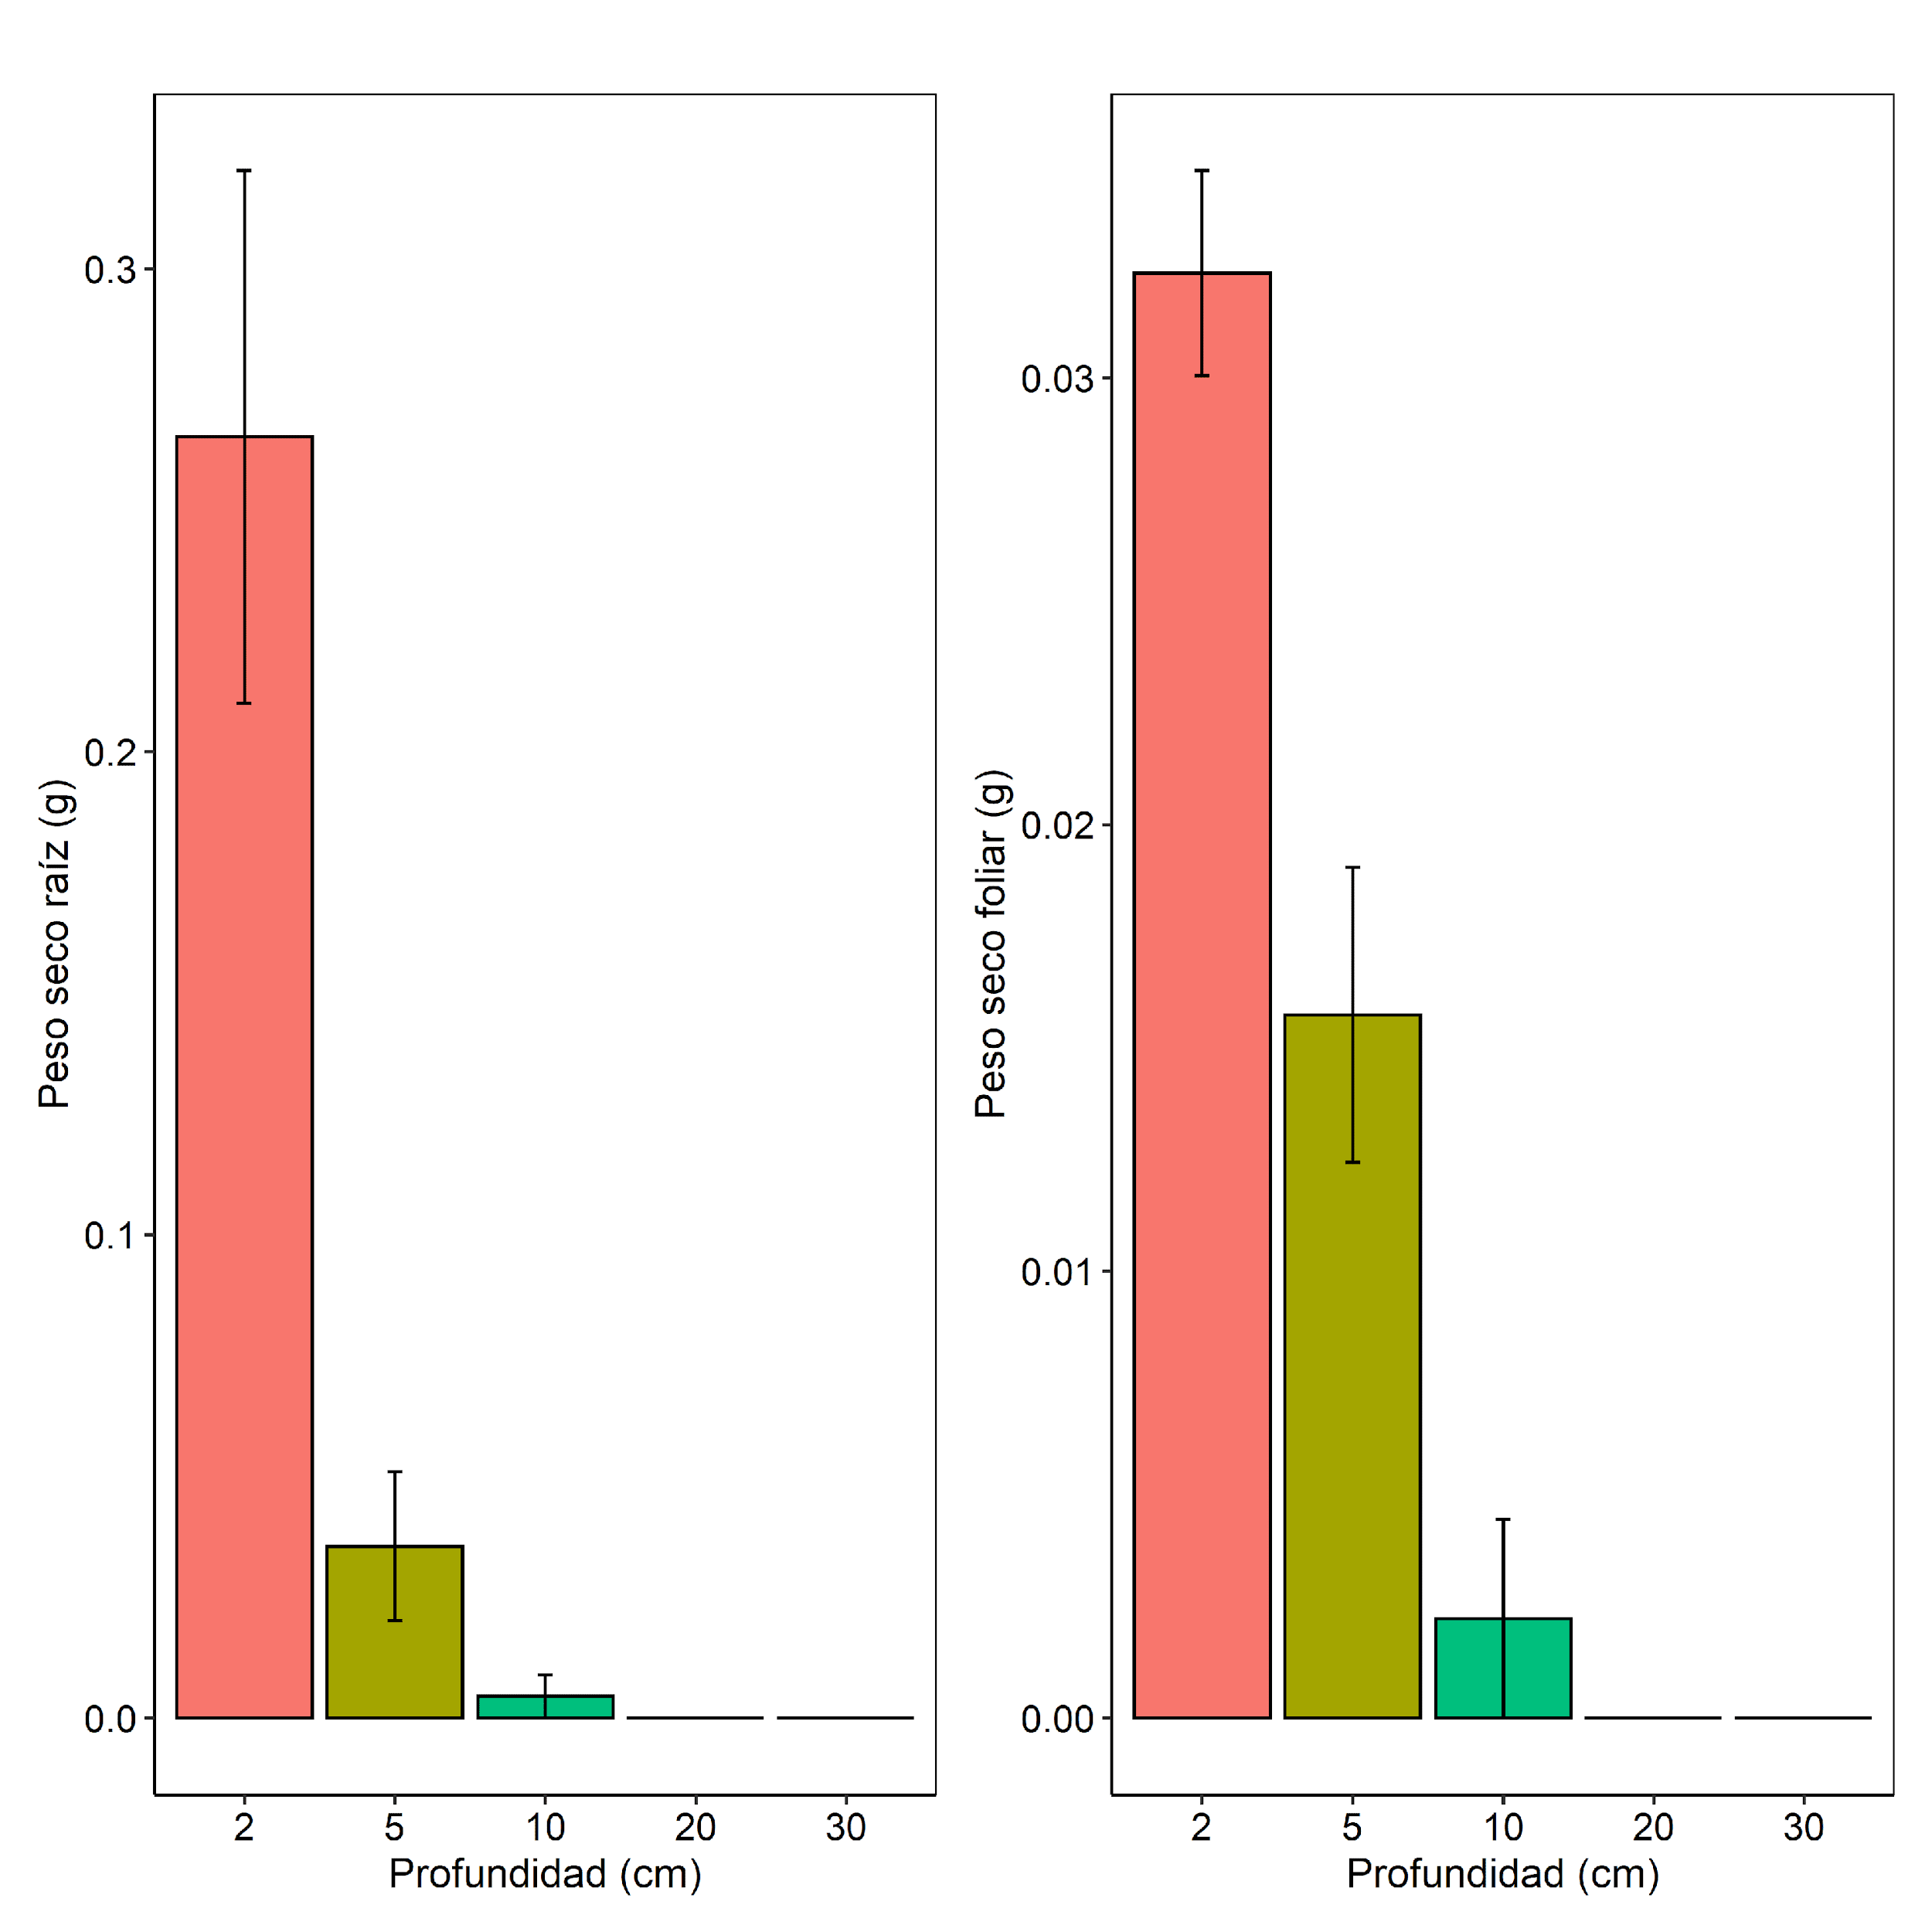 Peso seco raíz (g)
0.3
0.2
0.1
0.0
2 5 10 20 30
Profundidad (cm)
Peso seco foliar (g)
0.03
0.02
0.01
0.00
2 5 10 20 30
Profundidad (cm)